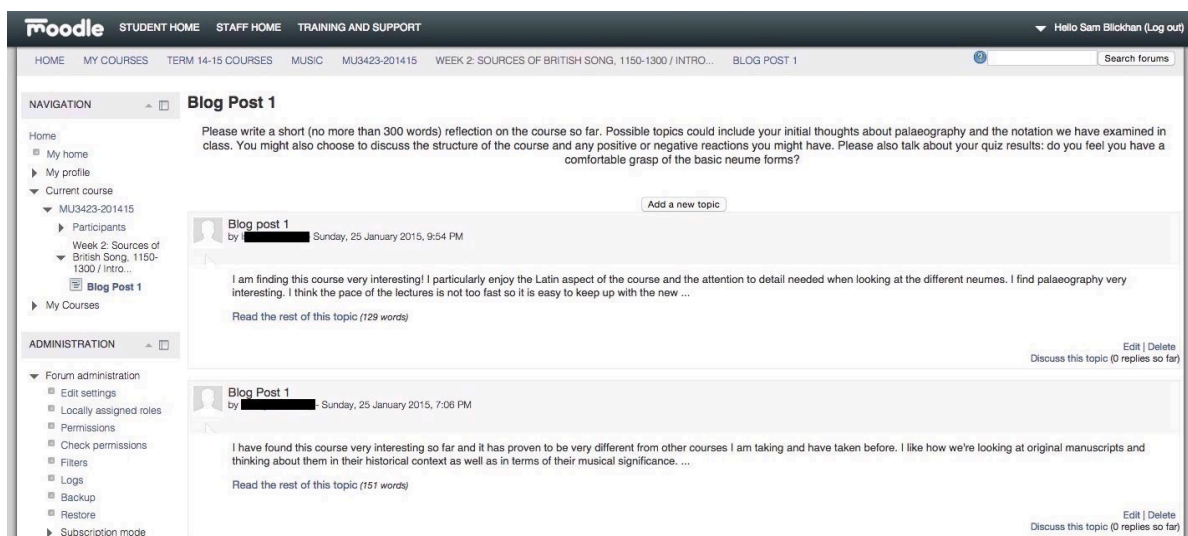 moodle STUDENT HOME STAFF HOME TRAINING AND SUPPORT Hello Sam Blickhan (Log out)
HOME MY COURSES TERM 14-15 COURSES MUSIC MU3423-201415 WEEK 2: SOURCES OF BRITISH SONG, 1150-1300 / INTRO... BLOG POST 1 Search forums
NAVIGATION
Home
My home
My profile
Current course
MU3423-201415
Participants
Week 2: Sources of
British Song, 1150-
1300 / Intro...
Blog Post 1
My Courses
ADMINISTRATION
Forum administration
Edit settings
Locally assigned roles
Permissions
Check permissions
Filters
Logs
Backup
Restore
Subscription mode
Blog Post 1
Please write a short (no more than 300 words) reflection on the course so far. Possible topics could include your initial thoughts about palaeography and the notation we have examined in
class. You might also choose to discuss the structure of the course and any positive or negative reactions you might have. Please also talk about your quiz results: do you feel you have a
comfortable grasp of the basic neume forms?
Add a new topic
Blog post 1
by Sunday, 25 January 2015, 9:54 PM
I am finding this course very interesting! I particularly enjoy the Latin aspect of the course and the attention to detail needed when looking at the different neumes. I find palaeography very
interesting. I think the pace of the lectures is not too fast so it is easy to keep up with the new ...
Read the rest of this topic (129 words)
Edit | Delete
Discuss this topic (0 replies so far)
Blog Post 1
by - Sunday, 25 January 2015, 7:06 PM
I have found this course very interesting so far and it has proven to be very different from other courses I am taking and have taken before. I like how we're looking at original manuscripts and
thinking about them in their historical context as well as in terms of their musical significance. ...
Read the rest of this topic (151 words)
Edit | Delete
Discuss this topic (0 replies so far)